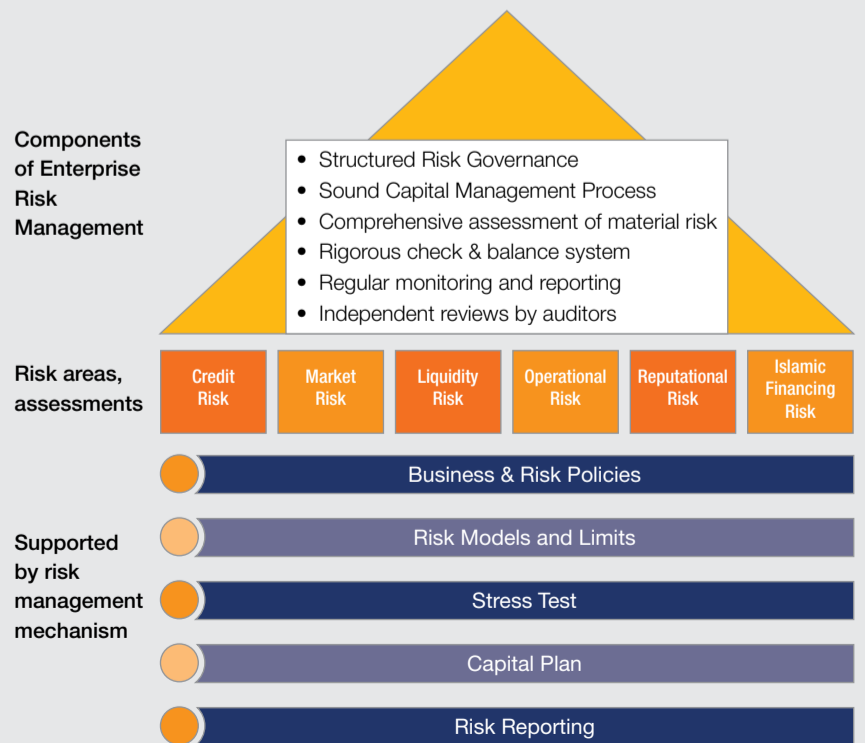 Components
of Enterprise
Risk
Management
• Structured Risk Governance
• Sound Capital Management Process
• Comprehensive assessment of material risk
• Rigorous check & balance system
• Regular monitoring and reporting
• Independent reviews by auditors
Risk areas,
assessments
Credit
Risk
Market
Risk
Liquidity
Risk
Operational
Risk
Reputational
Risk
Islamic
Financing
Risk
Supported
by risk
management
mechanism
Business & Risk Policies
Risk Models and Limits
Stress Test
Capital Plan
Risk Reporting